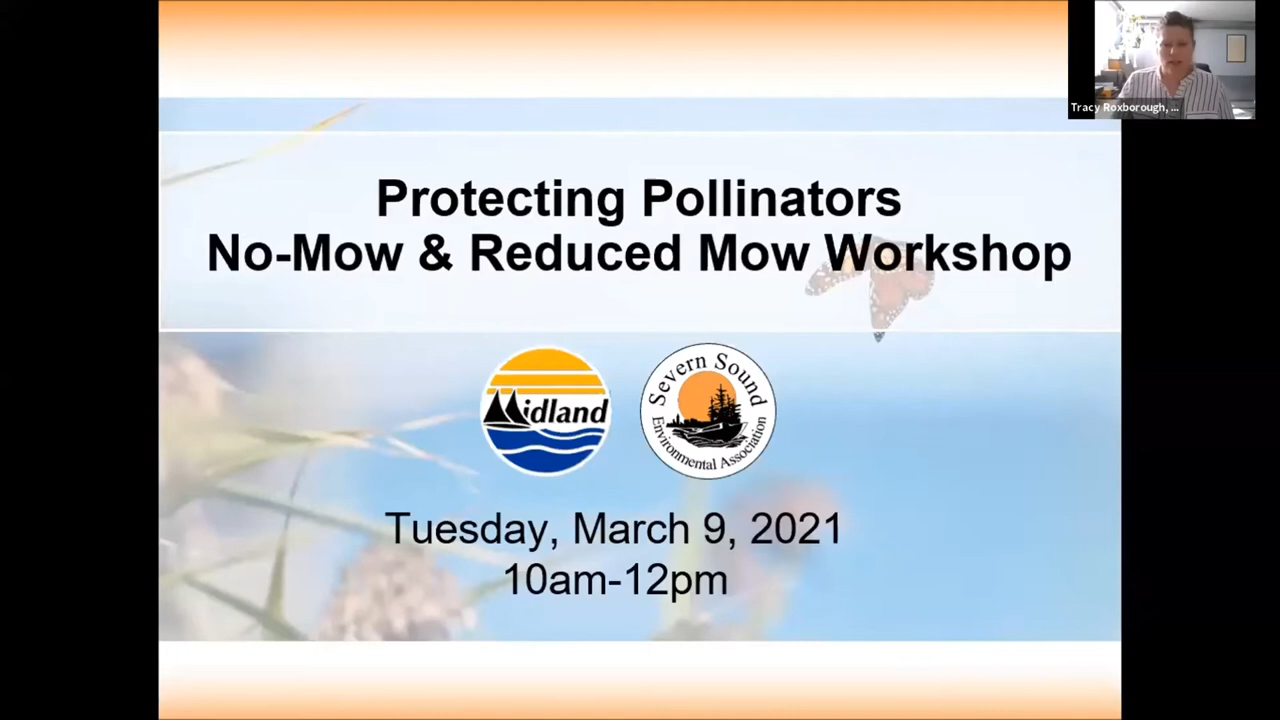 Tracy Roxborough, ...
Protecting Pollinators
No-Mow & Reduced Mow Workshop
Midland
Severn Sound
Environmental Association
Tuesday, March 9, 2021
10am-12pm